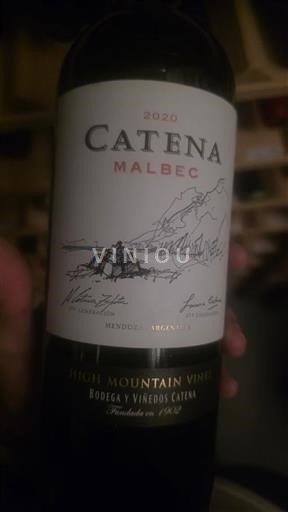 2020
CATENA
MALBEC
VINIOU
MENDOZA ARGENTINA
HIGH MOUNTAIN VINES
BODEGA Y VIÑEDOS CATENA
Fundada en 1902